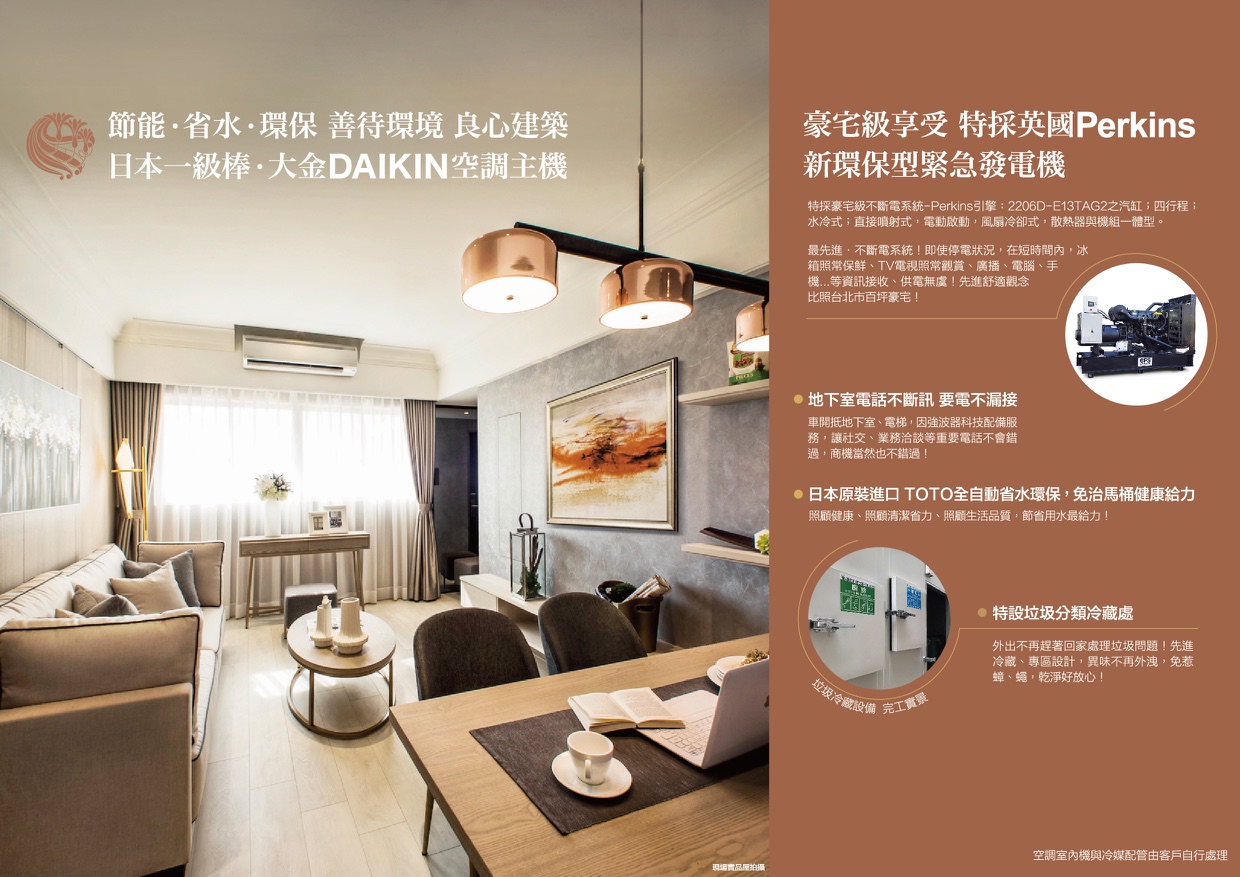 節能・省水・環保 善待環境 良心建築
日本一級棒・大金DAIKIN空調主機
豪宅級享受 特採英國Perkins
新環保型緊急發電機
特採豪宅級不斷電系統-Perkins引擎：2206D-E13TAG2之汽缸；四行程；
水冷式；直接噴射式，電動啟動，風扇冷卻式，散熱器與機組一體型。
最先進・不斷電系統！即使停電狀況，在短時間內，冰
箱照常保鮮、TV電視照常觀賞、廣播、電腦、手
機...等資訊接收、供電無虞！先進舒適觀念
比照台北市百坪豪宅！
地下室電話不斷訊 要電不漏接
車開抵地下室、電梯，因強波器科技配備服
務，讓社交、業務洽談等重要電話不會錯
過，商機當然也不錯過！
日本原裝進口 TOTO全自動省水環保，免治馬桶健康給力
照顧健康、照顧清潔省力、照顧生活品質，節省用水最給力！
特設垃圾分類冷藏處
外出不再趕著回家處理垃圾問題！先進
冷藏、專區設計，異味不再外洩，免惹
蟑、蠅，乾淨好放心！
垃圾冷藏設備 完工實景
現場實品屋拍攝
空調室內機與冷媒配管由客戶自行處理